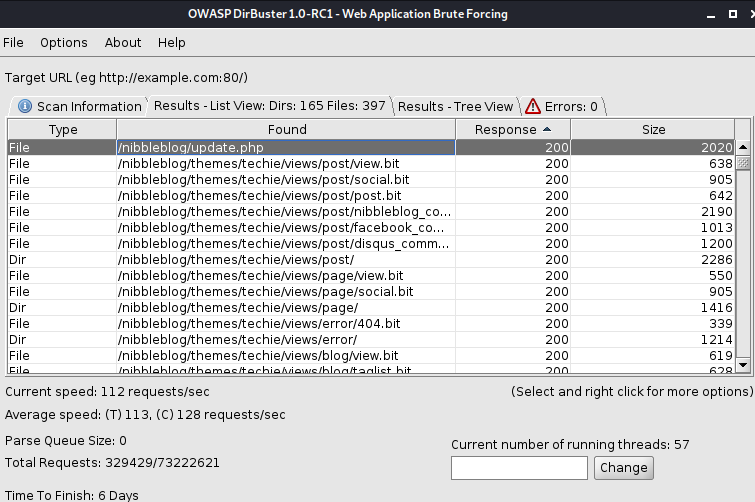 OWASP DirBuster 1.0-RC1 - Web Application Brute Forcing
File Options About Help
Target URL (eg http://example.com:80/)
Scan Information Results - List View: Dirs: 165 Files: 397 Results - Tree View Errors: 0
Type Found Response Size
File /nibbleblog/update.php 200 2020
File /nibbleblog/themes/techie/views/post/view.bit 200 638
File /nibbleblog/themes/techie/views/post/social.bit 200 905
File /nibbleblog/themes/techie/views/post/post.bit 200 642
File /nibbleblog/themes/techie/views/post/nibbleblog_co... 200 2190
File /nibbleblog/themes/techie/views/post/facebook_co... 200 1013
File /nibbleblog/themes/techie/views/post/disqus_comm... 200 1200
Dir /nibbleblog/themes/techie/views/post/ 200 2286
File /nibbleblog/themes/techie/views/page/view.bit 200 550
File /nibbleblog/themes/techie/views/page/social.bit 200 905
Dir /nibbleblog/themes/techie/views/page/ 200 1416
File /nibbleblog/themes/techie/views/error/404.bit 200 339
Dir /nibbleblog/themes/techie/views/error/ 200 1214
File /nibbleblog/themes/techie/views/blog/view.bit 200 619
File /nibbleblog/themes/techie/views/blog/taglist.bit 200 628
Current speed: 112 requests/sec (Select and right click for more options)
Average speed: (T) 113, (C) 128 requests/sec
Parse Queue Size: 0
Current number of running threads: 57
Total Requests: 329429/73222621
Change
Time To Finish: 6 Days